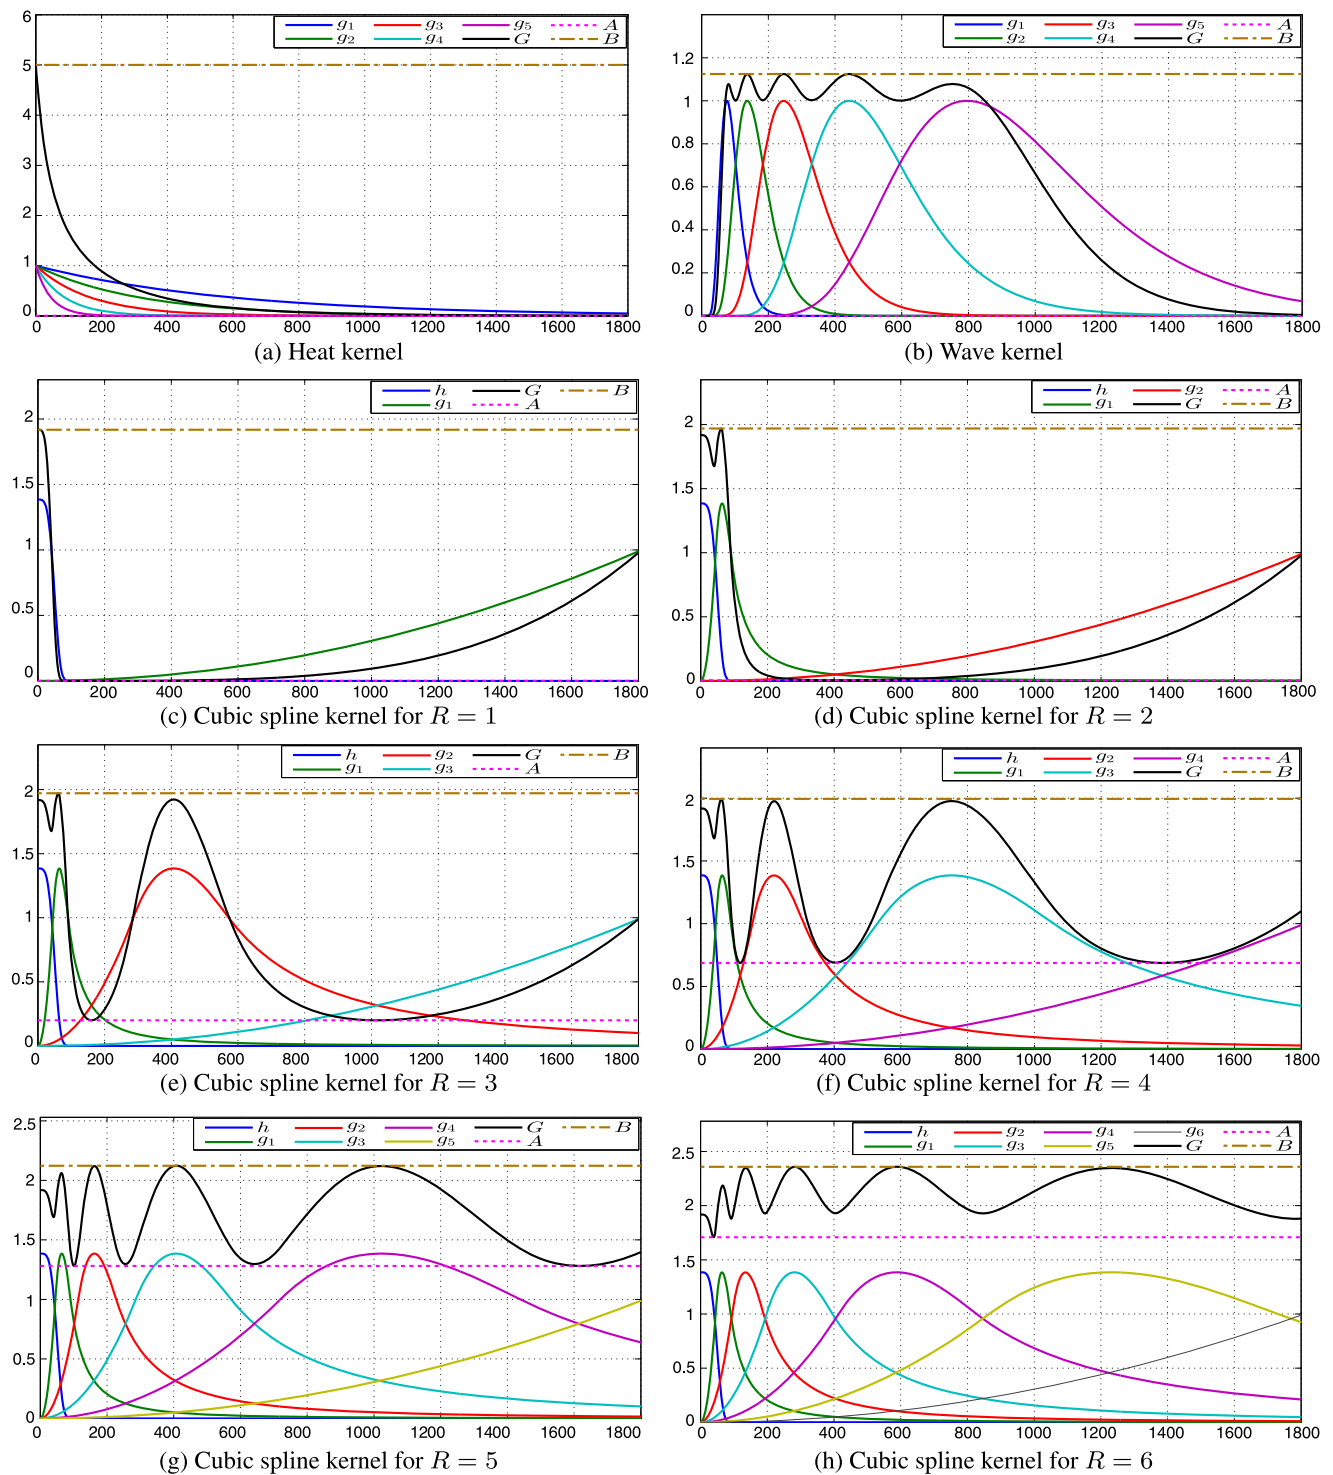 g1 g3 g5 A
g2 g4 G B
6
5
4
3
2
1
0
0 200 400 600 800 1000 1200 1400 1600 1800
(a) Heat kernel
g1 g3 g5 A
g2 g4 G B
1.2
1
0.8
0.6
0.4
0.2
0
0 200 400 600 800 1000 1200 1400 1600 1800
(b) Wave kernel
h G B
g1 A
2
1.5
1
0.5
0
0 200 400 600 800 1000 1200 1400 1600 1800
(c) Cubic spline kernel for R = 1
h g2 A
g1 G B
2
1.5
1
0.5
0
0 200 400 600 800 1000 1200 1400 1600 1800
(d) Cubic spline kernel for R = 2
h g2 G B
g1 g3 A
2
1.5
1
0.5
0
0 200 400 600 800 1000 1200 1400 1600 1800
(e) Cubic spline kernel for R = 3
h g2 g4 A
g1 g3 G B
2
1.5
1
0.5
0
0 200 400 600 800 1000 1200 1400 1600 1800
(f) Cubic spline kernel for R = 4
h g2 g4 G B
g1 g3 g5 A
2.5
2
1.5
1
0.5
0
0 200 400 600 800 1000 1200 1400 1600 1800
(g) Cubic spline kernel for R = 5
h g2 g4 g6 A
g1 g3 g5 G B
2.5
2
1.5
1
0.5
0
0 200 400 600 800 1000 1200 1400 1600 1800
(h) Cubic spline kernel for R = 6